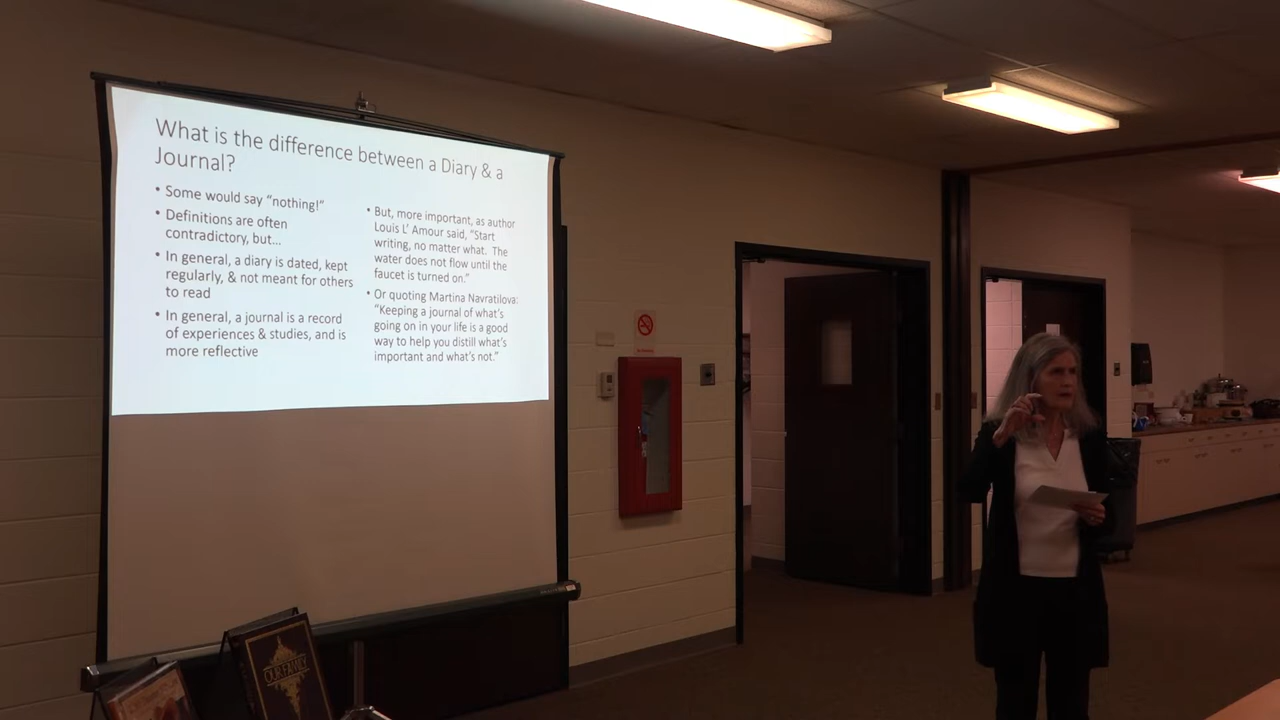 What is the difference between a Diary & a
Journal?
• Some would say "nothing!"
• Definitions are often
contradictory, but...
• In general, a diary is dated, kept
regularly, & not meant for others
to read
• In general, a journal is a record
of experiences & studies, and is
more reflective
• But, more important, as author
Louis L' Amour said, "Start
writing, no matter what. The
water does not flow until the
faucet is turned on."
• Or quoting Martina Navratilova:
"Keeping a journal of what's
going on in your life is a good
way to help you distill what's
important and what's not."
OUR FAMILY